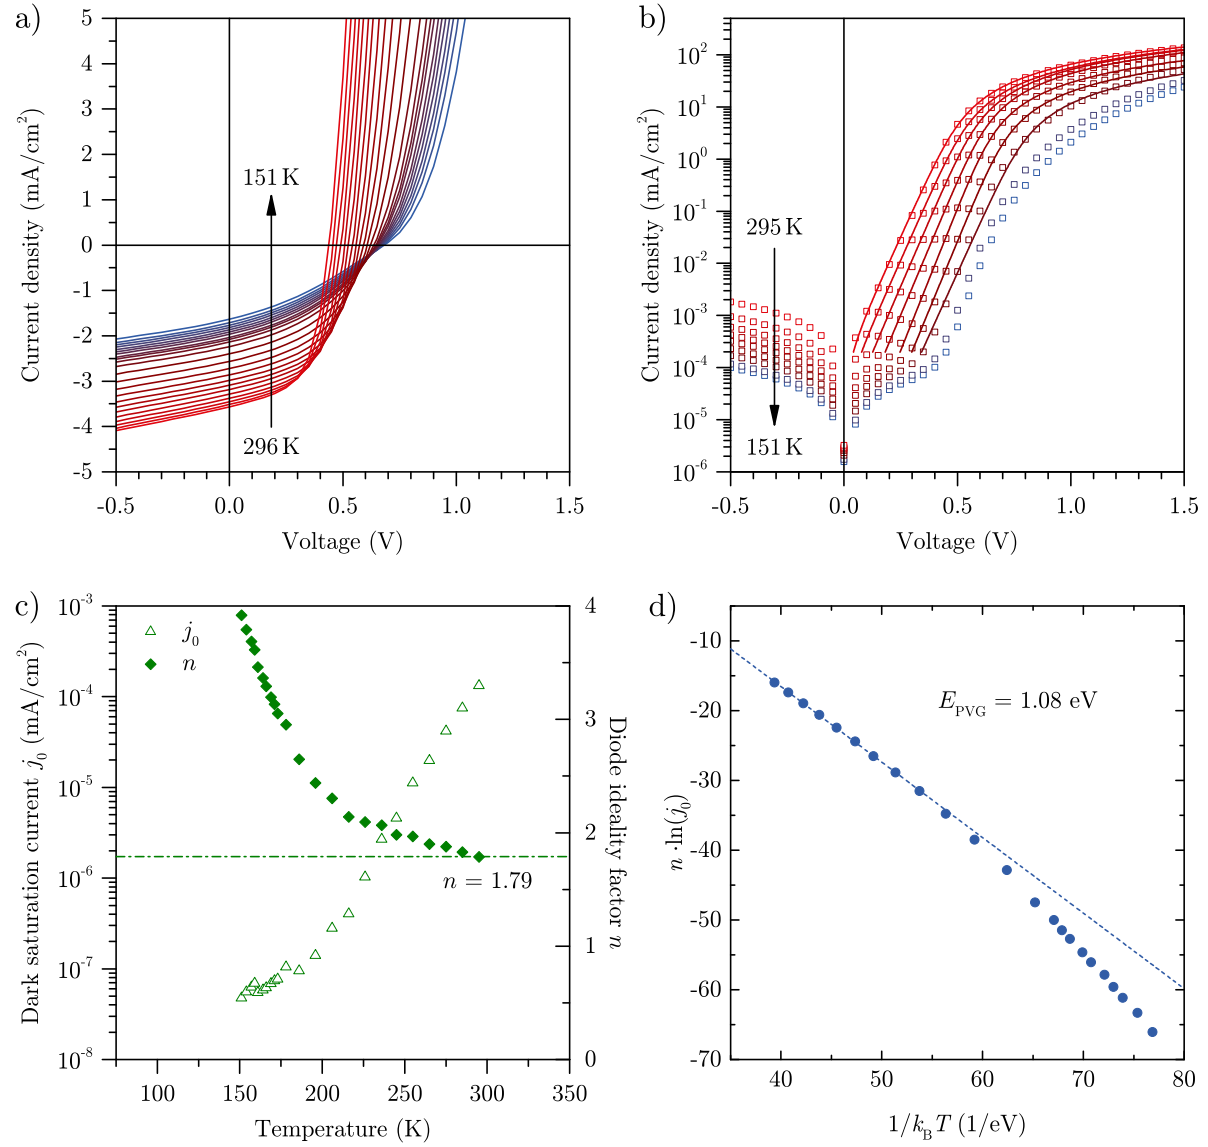 a)
5
4
3
2
1
0
-1
-2
-3
-4
-5
Current density (mA/cm²)
151 K
296 K
-0.5
0.0
0.5
1.0
1.5
Voltage (V)
b)
10²
10¹
10⁰
10⁻¹
10⁻²
10⁻³
10⁻⁴
10⁻⁵
10⁻⁶
Current density (mA/cm²)
295 K
151 K
-0.5
0.0
0.5
1.0
1.5
Voltage (V)
c)
10⁻³
10⁻⁴
10⁻⁵
10⁻⁶
10⁻⁷
10⁻⁸
Dark saturation current j₀ (mA/cm²)
j₀
n
n = 1.79
4
3
2
1
0
Diode ideality factor n
100
150
200
250
300
350
Temperature (K)
d)
-10
-20
-30
-40
-50
-60
-70
n ·ln(j₀)
E_PVG = 1.08 eV
40
50
60
70
80
1/k_B T (1/eV)